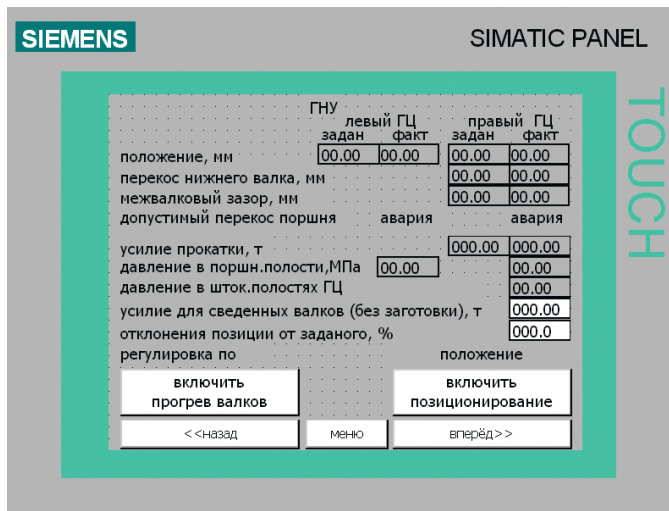 SIEMENS
SIMATIC PANEL
TOUCH
ГНУ
левый ГЦ правый ГЦ
задан факт задан факт
положение, мм 00.00 00.00 00.00 00.00
перекос нижнего валка, мм 00.00 00.00
межвалковый зазор, мм 00.00 00.00
допустимый перекос поршня авария авария
усилие прокатки, т 000.00 000.00
давление в поршн.полости,МПа 00.00 00.00
давление в шток.полостях ГЦ 00.00
усилие для сведенных валков (без заготовки), т 000.00
отклонения позиции от заданого, % 000.0
регулировка по положение
включить включить
прогрев валков позиционирование
<<назад меню вперёд>>